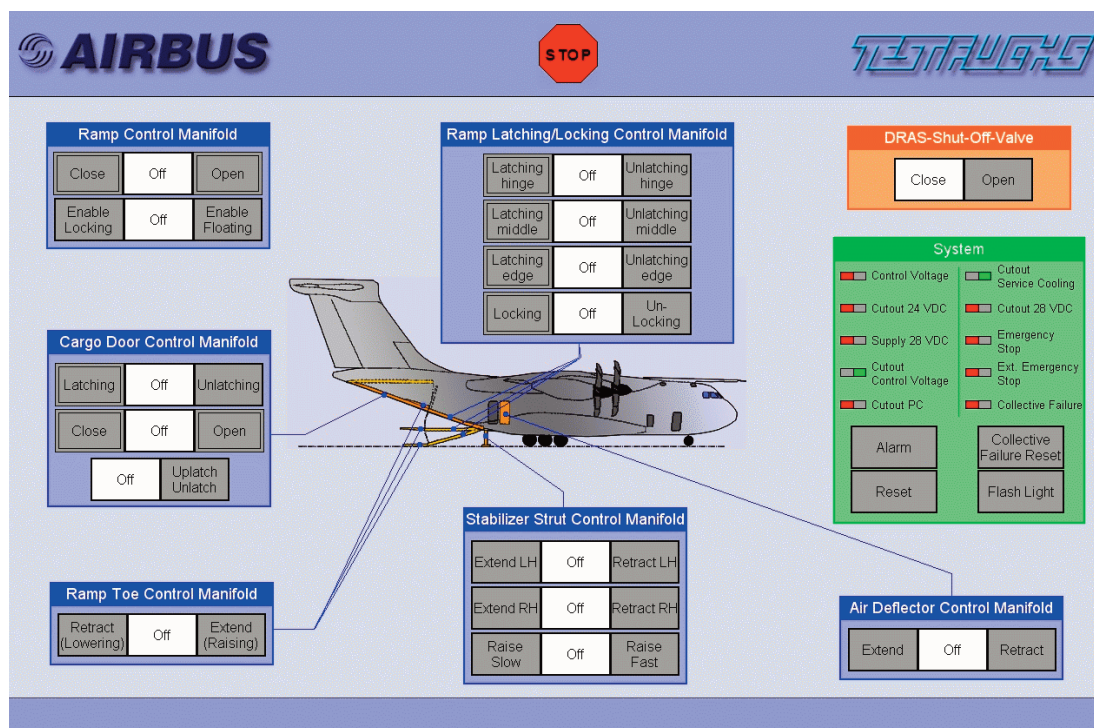 AIRBUS
STOP
TESTRUCHS
Ramp Control Manifold
Close Off Open
Enable
Locking
Off
Enable
Floating
Ramp Latching/Locking Control Manifold
Latching
hinge
Off
Unlatching
hinge
Latching
middle
Off
Unlatching
middle
Latching
edge
Off
Unlatching
edge
Locking
Off
Un-
Locking
DRAS-Shut-Off-Valve
Close Open
System
Control Voltage
Cutout
Service Cooling
Cutout 24 VDC
Cutout 28 VDC
Supply 28 VDC
Emergency
Stop
Cutout
Control Voltage
Ext. Emergency
Stop
Cutout PC
Collective Failure
Alarm
Collective
Failure Reset
Reset
Flash Light
Cargo Door Control Manifold
Latching Off Unlatching
Close Off Open
Off
Uplatch
Unlatch
Stabilizer Strut Control Manifold
Extend LH Off Retract LH
Extend RH Off Retract RH
Raise
Slow
Off
Raise
Fast
Ramp Toe Control Manifold
Retract
(Lowering)
Off
Extend
(Raising)
Air Deflector Control Manifold
Extend Off Retract